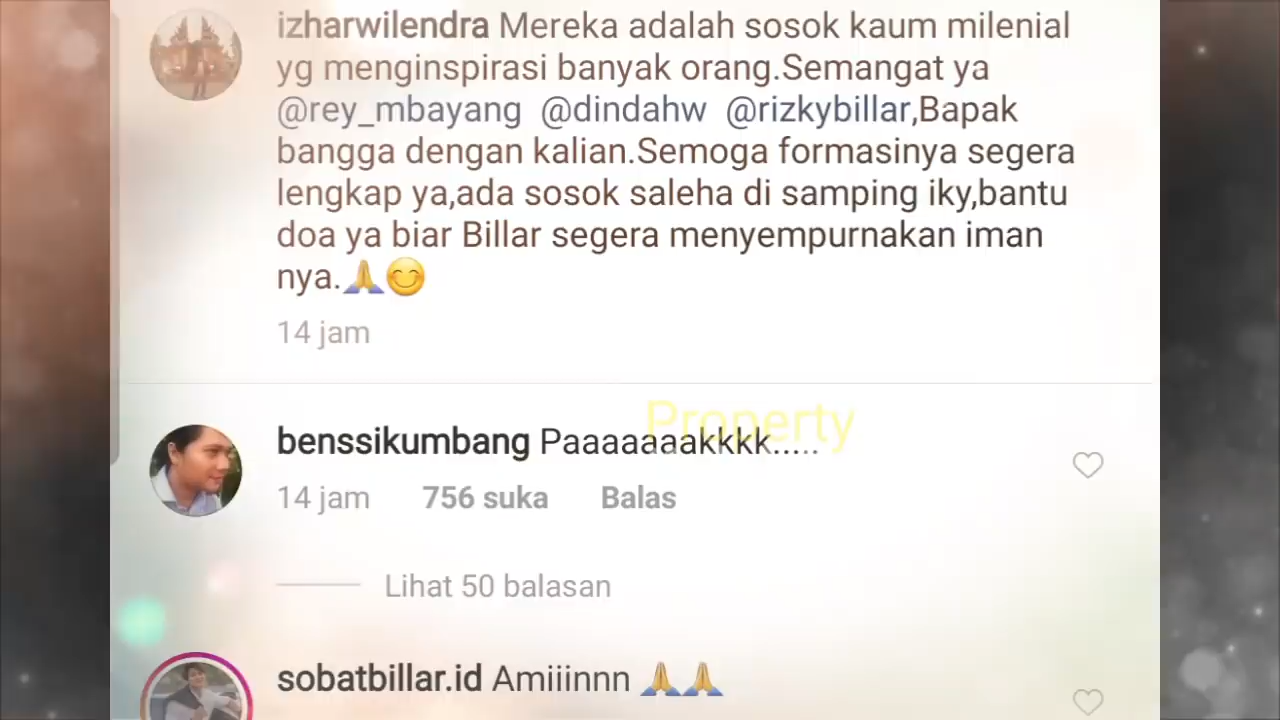 izharwilendra Mereka adalah sosok kaum milenial
yg menginspirasi banyak orang.Semangat ya
@rey_mbayang @dindahw @rizkybillar,Bapak
bangga dengan kalian.Semoga formasinya segera
lengkap ya,ada sosok saleha di samping iky,bantu
doa ya biar Billar segera menyempurnakan iman
nya.🙏😊
14 jam
Property
benssikumbang Paaaaaaakkkk.....
14 jam 756 suka Balas
Lihat 50 balasan
sobatbillar.id Amiiinnn 🙏🙏